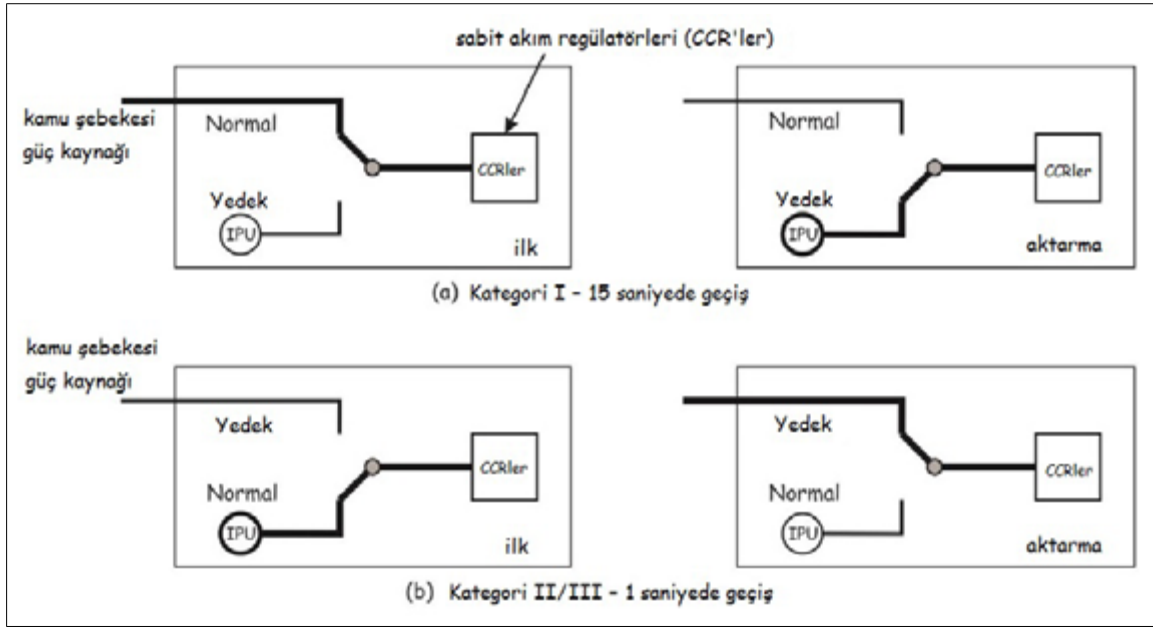 sabit akım regülatörleri (CCR'ler)
kamu şebekesi
güç kaynağı
Normal
CCRler
Yedek
IPU
ilk
Normal
CCRler
Yedek
IPU
aktarma
(a) Kategori I - 15 saniyede geçiş
kamu şebekesi
güç kaynağı
Yedek
CCRler
Normal
IPU
ilk
Yedek
CCRler
Normal
IPU
aktarma
(b) Kategori II/III - 1 saniyede geçiş